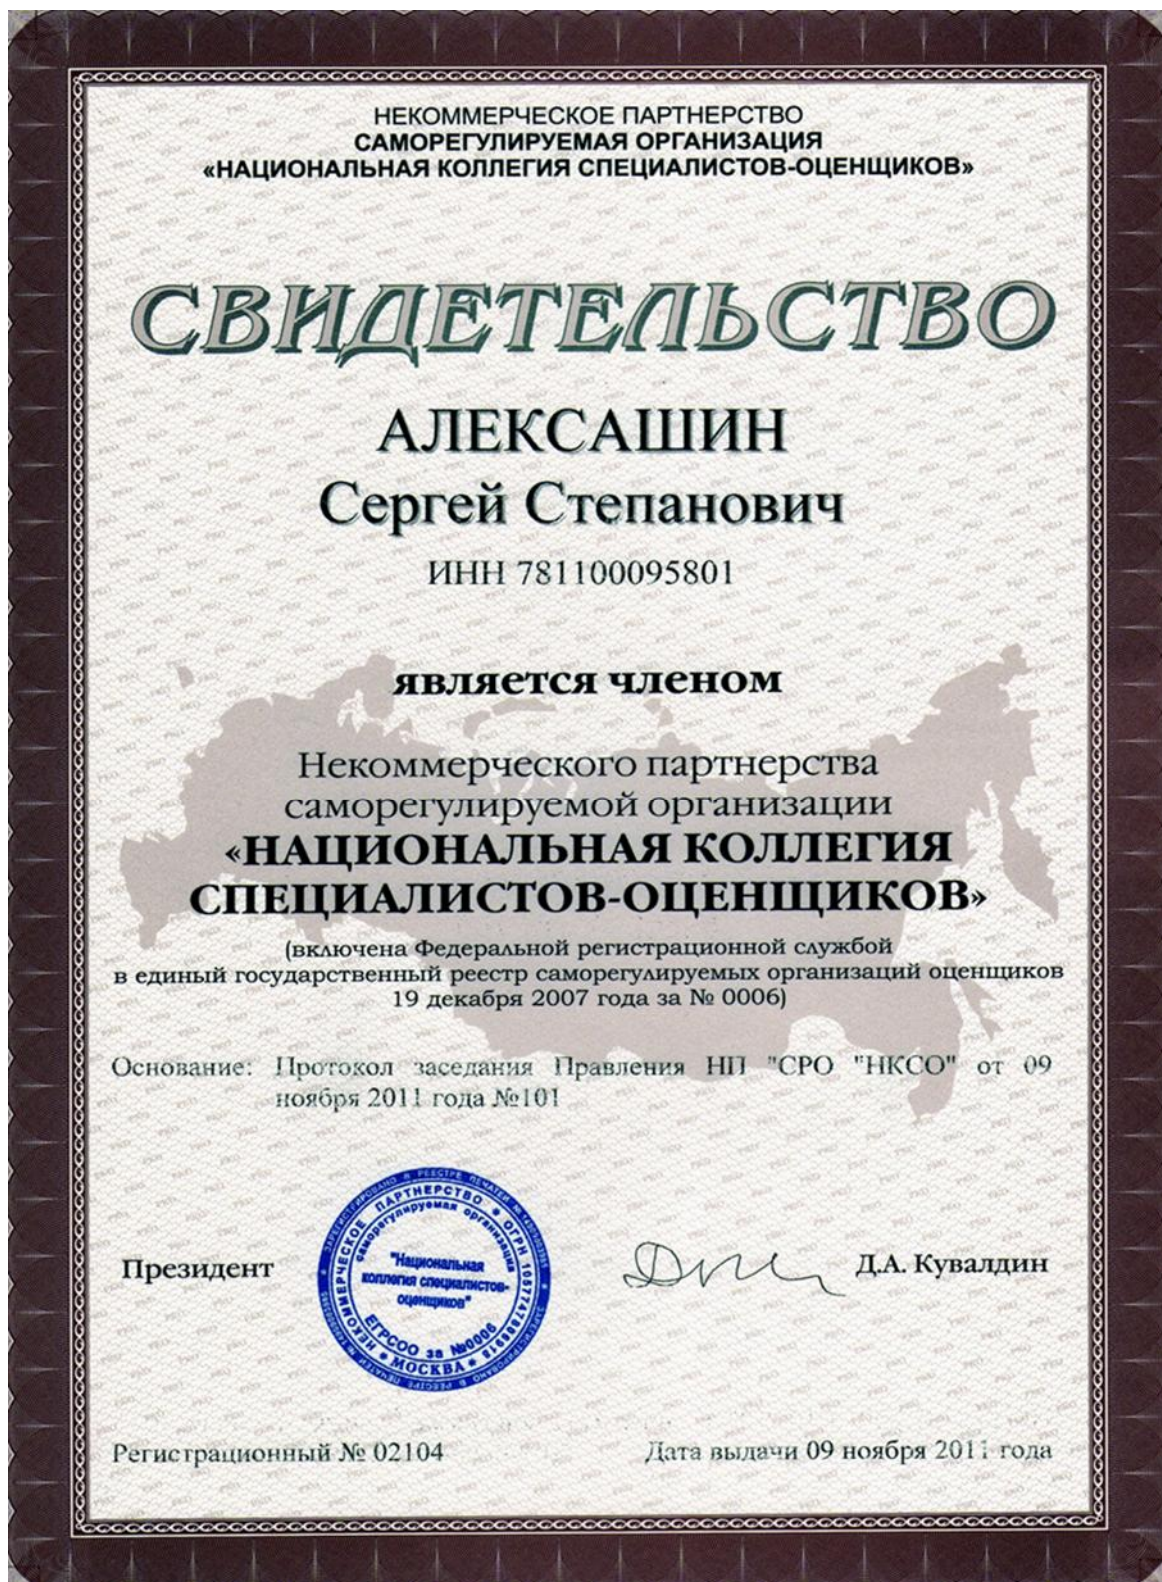 НЕКОММЕРЧЕСКОЕ ПАРТНЕРСТВО
САМОРЕГУЛИРУЕМАЯ ОРГАНИЗАЦИЯ
«НАЦИОНАЛЬНАЯ КОЛЛЕГИЯ СПЕЦИАЛИСТОВ-ОЦЕНЩИКОВ»
СВИДЕТЕЛЬСТВО
АЛЕКСАШИН
Сергей Степанович
ИНН 781100095801
является членом
Некоммерческого партнерства
саморегулируемой организации
«НАЦИОНАЛЬНАЯ КОЛЛЕГИЯ
СПЕЦИАЛИСТОВ-ОЦЕНЩИКОВ»
(включена Федеральной регистрационной службой
в единый государственный реестр саморегулируемых организаций оценщиков
19 декабря 2007 года за № 0006)
Основание: Протокол заседания Правления НП "СРО "НКСО" от 09
ноября 2011 года №101
Президент
НЕКОММЕРЧЕСКОЕ ПАРТНЕРСТВО
саморегулируемая организация
"Национальная
коллегия специалистов-
оценщиков"
ЕГРСОО за №0006
МОСКВА
Д.А. Кувалдин
Регистрационный № 02104
Дата выдачи 09 ноября 2011 года